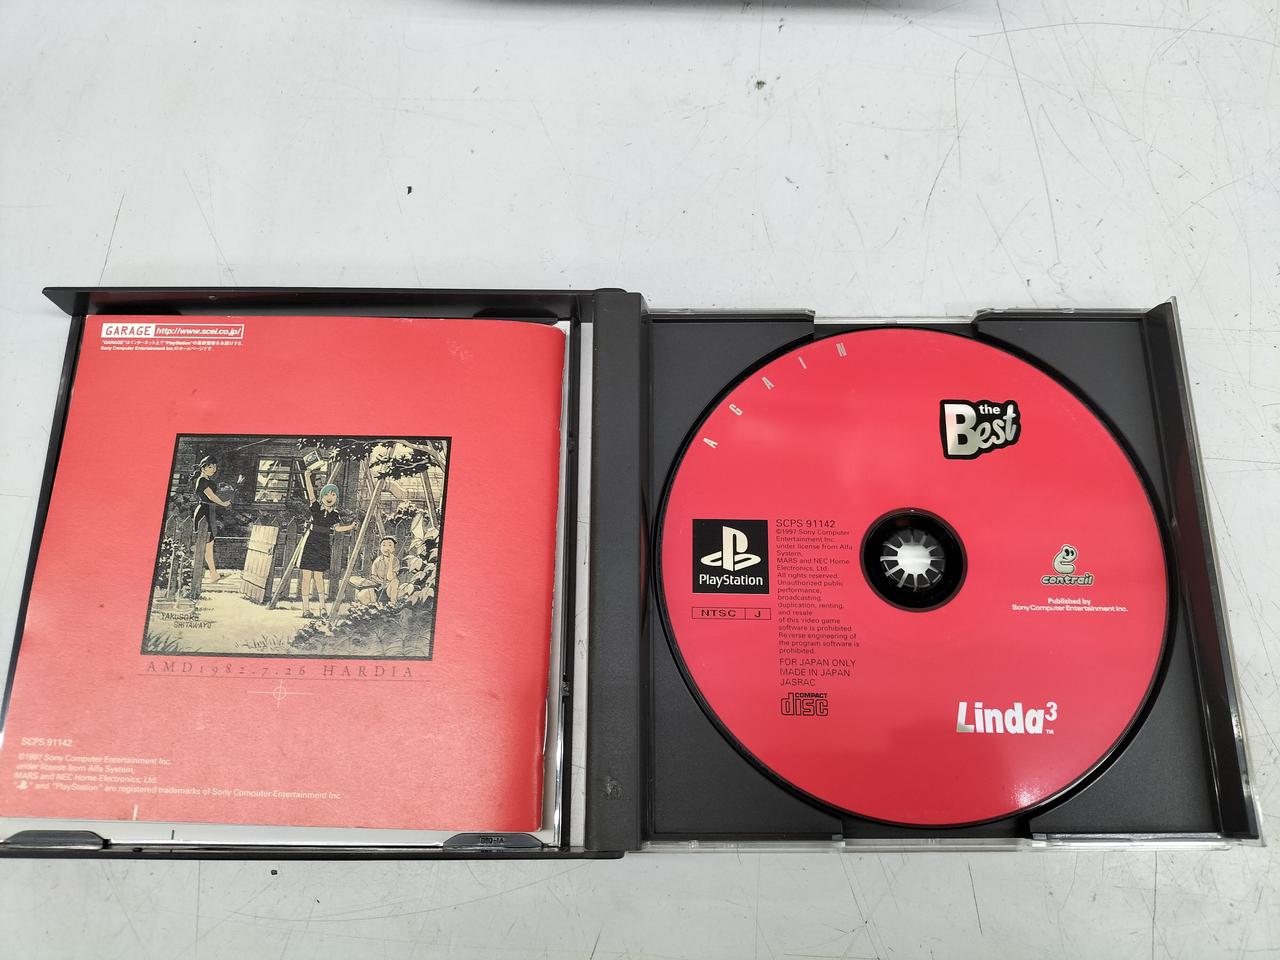 GARAGE http://www.scei.co.jp/
"GARAGE"はインターネット上で"PlayStation"の最新情報をお届けする、
Sony Computer Entertainment Inc.のホームページです。
YAKUSOKE
SHITAWAYO
AMD1982.7.26 HARDIA
SCPS 91142
©1997 Sony Computer Entertainment Inc.
under license from Alfa System,
MARS and NEC Home Electronics, Ltd.
" " and "PlayStation" are registered trademarks of Sony Computer Entertainment Inc.
AGAIN
the
Best
PlayStation
NTSC J
SCPS 91142
©1997 Sony Computer
Entertainment Inc.
under license from Alfa
System,
MARS and NEC Home
Electronics, Ltd.
All rights reserved.
Unauthorized public
performance,
broadcasting,
duplication, renting,
and resale
of this video game
software is prohibited.
Reverse engineering of
the program software is
prohibited.
FOR JAPAN ONLY
MADE IN JAPAN
JASRAC
COMPACT
disc
contrail
Published by
Sony Computer Entertainment Inc.
Linda³™